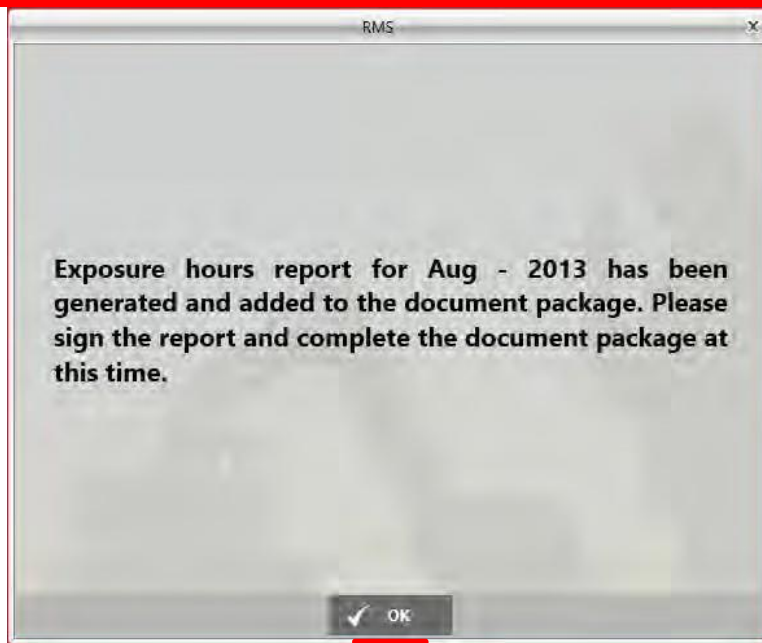 RMS
Exposure hours report for Aug - 2013 has been
generated and added to the document package. Please
sign the report and complete the document package at
this time.
OK